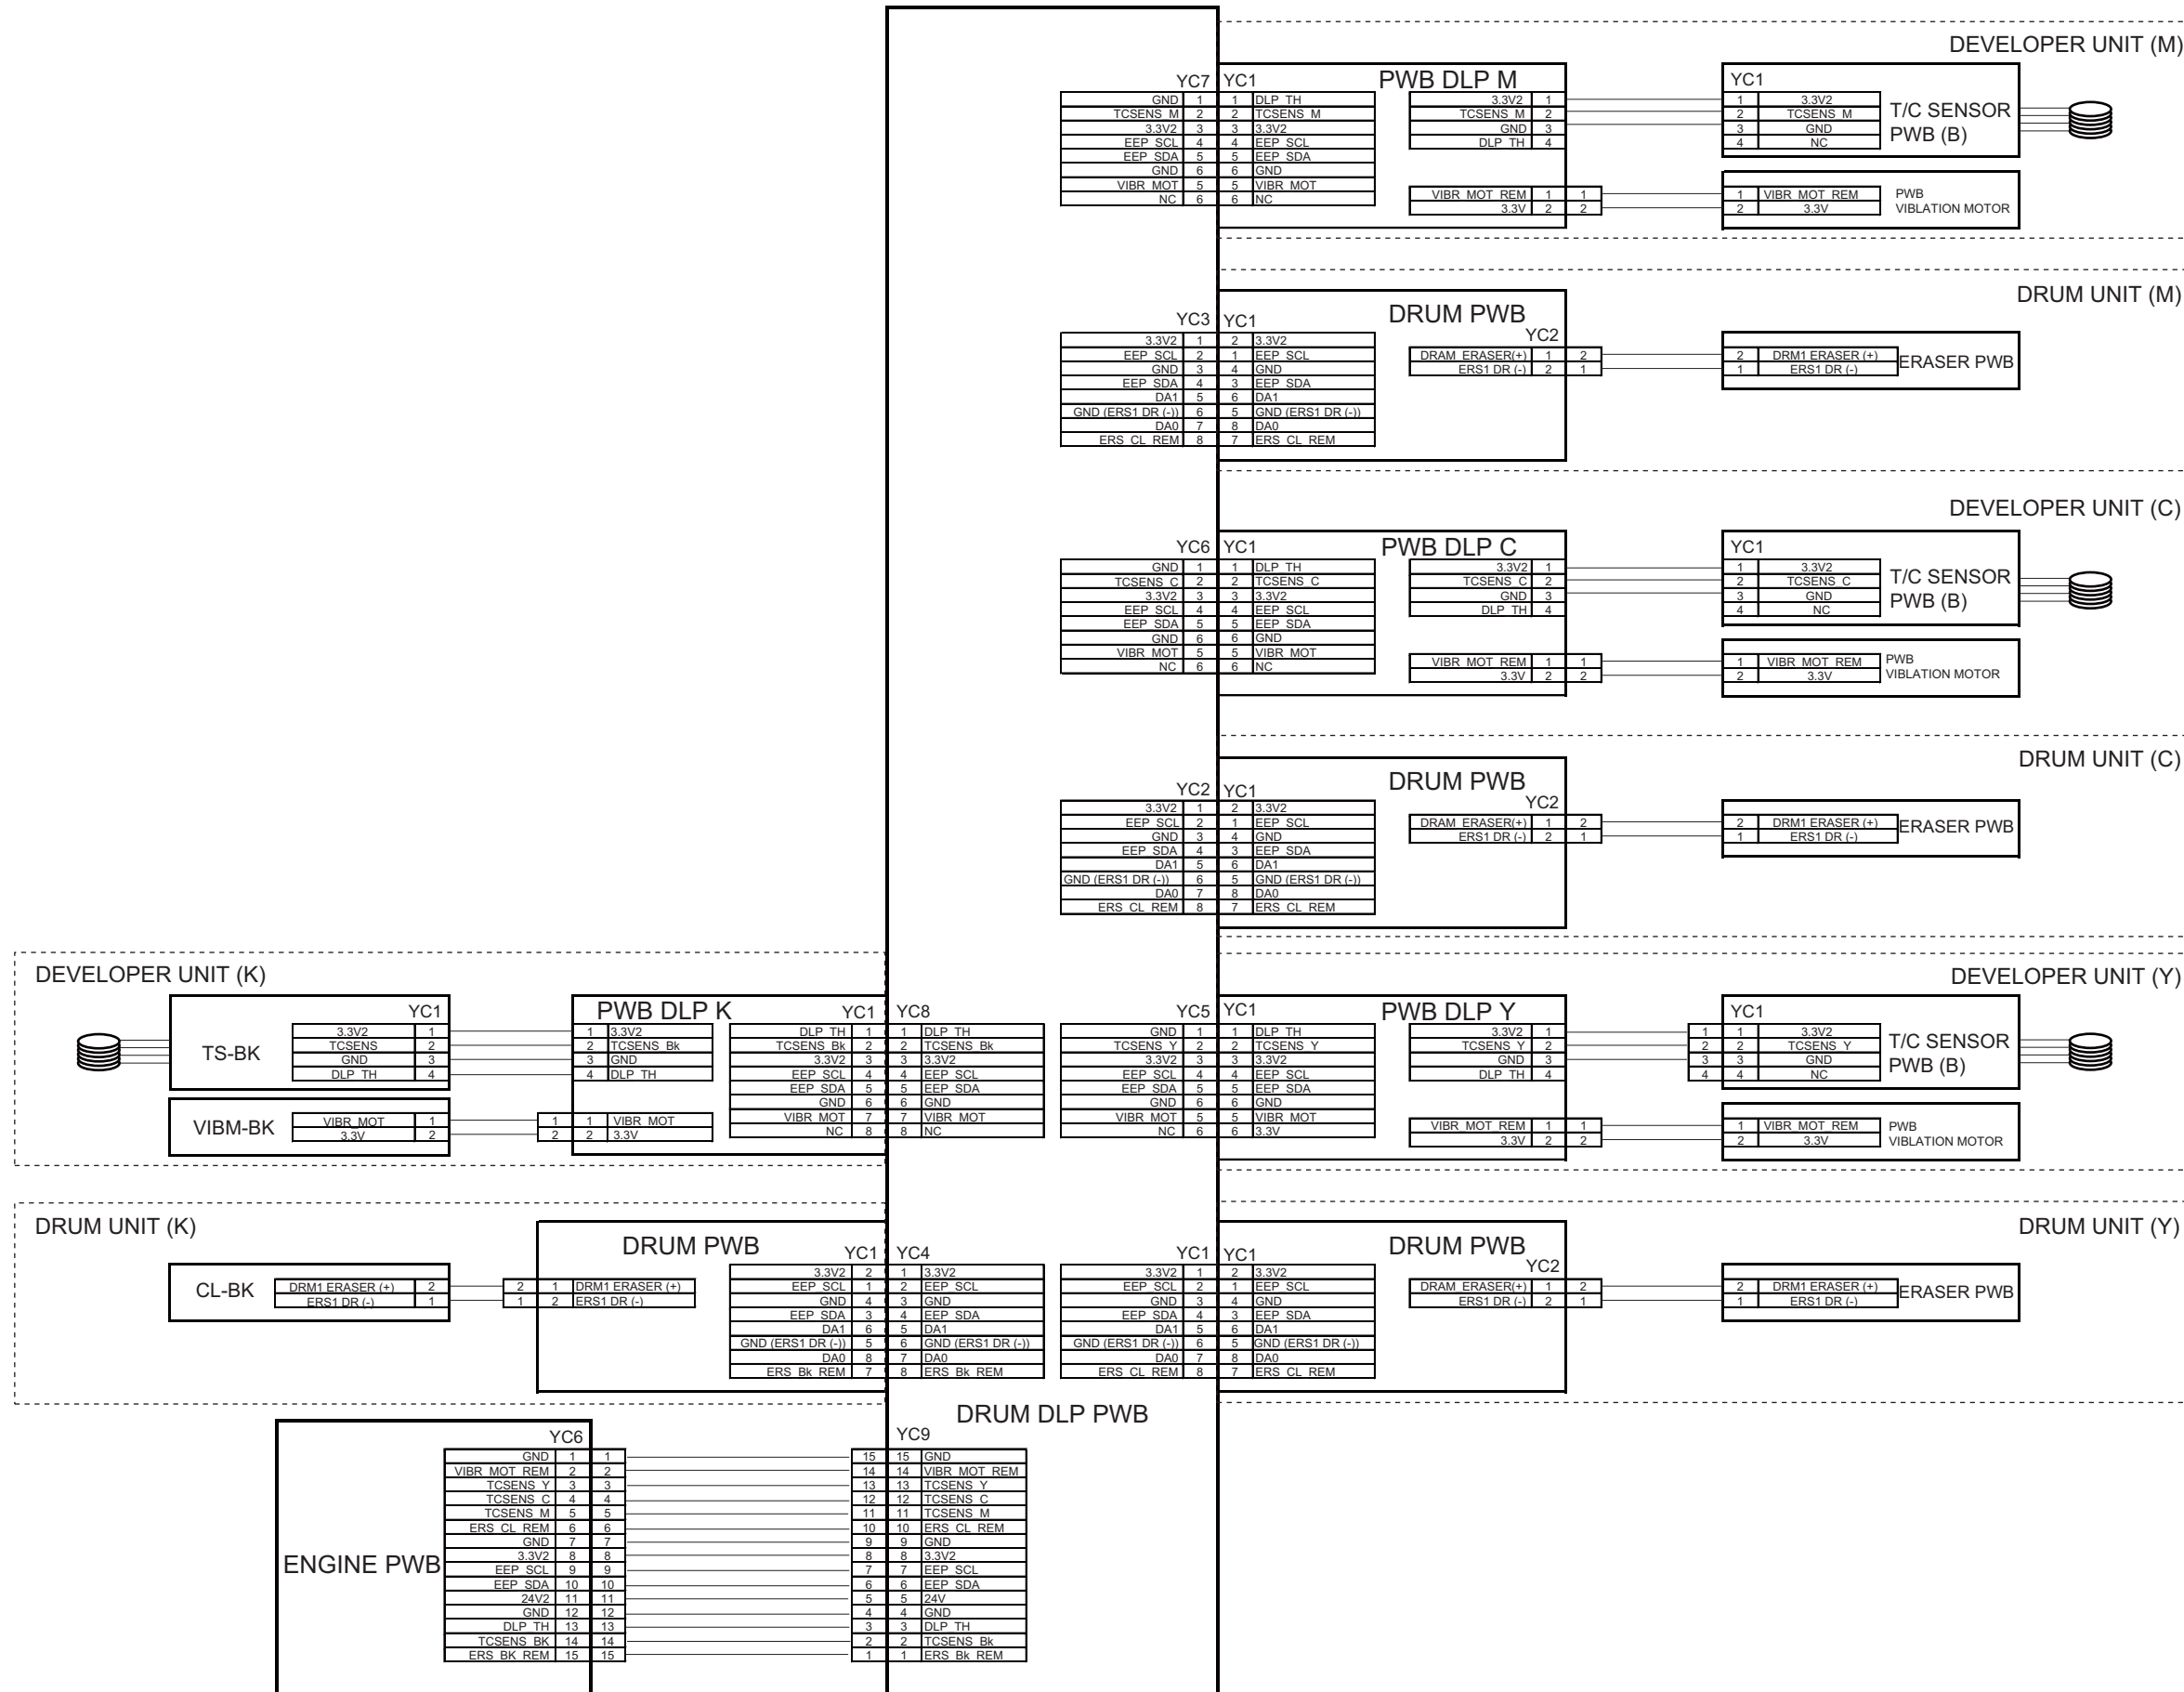 DEVELOPER UNIT (M)
YC7 YC1 PWB DLP M YC1
GND 1 1 DLP_TH 3.3V2 1 1 3.3V2
TCSENS_M 2 2 TCSENS_M TCSENS_M 2 2 TCSENS_M T/C SENSOR
3.3V2 3 3 3.3V2 GND 3 3 GND PWB (B)
EEP_SCL 4 4 EEP_SCL DLP_TH 4 4 NC
EEP_SDA 5 5 EEP_SDA
GND 6 6 GND
VIBR_MOT 5 5 VIBR_MOT VIBR_MOT_REM 1 1 1 VIBR_MOT_REM PWB
NC 6 6 NC 3.3V 2 2 2 3.3V VIBLATION MOTOR
DRUM UNIT (M)
YC3 YC1 DRUM PWB YC2
3.3V2 1 2 3.3V2
EEP_SCL 2 1 EEP_SCL DRAM_ERASER(+) 1 2 2 DRM1 ERASER (+) ERASER PWB
GND 3 4 GND ERS1 DR (-) 2 1 1 ERS1 DR (-)
EEP_SDA 4 3 EEP_SDA
DA1 5 6 DA1
GND (ERS1 DR (-)) 6 5 GND (ERS1 DR (-))
DA0 7 8 DA0
ERS_CL_REM 8 7 ERS_CL_REM
DEVELOPER UNIT (C)
YC6 YC1 PWB DLP C YC1
GND 1 1 DLP_TH 3.3V2 1 1 3.3V2
TCSENS_C 2 2 TCSENS_C TCSENS_C 2 2 TCSENS_C T/C SENSOR
3.3V2 3 3 3.3V2 GND 3 3 GND PWB (B)
EEP_SCL 4 4 EEP_SCL DLP_TH 4 4 NC
EEP_SDA 5 5 EEP_SDA
GND 6 6 GND
VIBR_MOT 5 5 VIBR_MOT VIBR_MOT_REM 1 1 1 VIBR_MOT_REM PWB
NC 6 6 NC 3.3V 2 2 2 3.3V VIBLATION MOTOR
DRUM UNIT (C)
YC2 YC1 DRUM PWB YC2
3.3V2 1 2 3.3V2
EEP_SCL 2 1 EEP_SCL DRAM_ERASER(+) 1 2 2 DRM1 ERASER (+) ERASER PWB
GND 3 4 GND ERS1 DR (-) 2 1 1 ERS1 DR (-)
EEP_SDA 4 3 EEP_SDA
DA1 5 6 DA1
GND (ERS1 DR (-)) 6 5 GND (ERS1 DR (-))
DA0 7 8 DA0
ERS_CL_REM 8 7 ERS_CL_REM
DEVELOPER UNIT (K) DEVELOPER UNIT (Y)
YC1 PWB DLP K YC1 YC8 YC5 YC1 PWB DLP Y YC1
3.3V2 1 1 3.3V2 DLP_TH 1 1 DLP_TH GND 1 1 DLP_TH 3.3V2 1 1 1 3.3V2
TS-BK TCSENS 2 2 TCSENS_Bk TCSENS_Bk 2 2 TCSENS_Bk TCSENS_Y 2 2 TCSENS_Y TCSENS_Y 2 2 2 TCSENS_Y T/C SENSOR
GND 3 3 GND 3.3V2 3 3 3.3V2 3.3V2 3 3 3.3V2 GND 3 3 3 GND PWB (B)
DLP_TH 4 4 DLP_TH EEP_SCL 4 4 EEP_SCL EEP_SCL 4 4 EEP_SCL DLP_TH 4 4 4 NC
EEP_SDA 5 5 EEP_SDA EEP_SDA 5 5 EEP_SDA
GND 6 6 GND GND 6 6 GND
VIBM-BK VIBR_MOT 1 1 1 VIBR_MOT VIBR_MOT 7 7 VIBR_MOT VIBR_MOT 5 5 VIBR_MOT VIBR_MOT_REM 1 1 1 VIBR_MOT_REM PWB
3.3V 2 2 2 3.3V NC 8 8 NC NC 6 6 3.3V 3.3V 2 2 2 3.3V VIBLATION MOTOR
DRUM UNIT (K) DRUM UNIT (Y)
DRUM PWB YC1 YC4 YC1 YC1 DRUM PWB YC2
3.3V2 2 1 3.3V2 3.3V2 1 2 3.3V2
CL-BK DRM1 ERASER (+) 2 2 1 DRM1 ERASER (+) EEP_SCL 1 2 EEP_SCL EEP_SCL 2 1 EEP_SCL DRAM_ERASER(+) 1 2 2 DRM1 ERASER (+) ERASER PWB
ERS1 DR (-) 1 1 2 ERS1 DR (-) GND 4 3 GND GND 3 4 GND ERS1 DR (-) 2 1 1 ERS1 DR (-)
EEP_SDA 3 4 EEP_SDA EEP_SDA 4 3 EEP_SDA
DA1 6 5 DA1 DA1 5 6 DA1
GND (ERS1 DR (-)) 5 6 GND (ERS1 DR (-)) GND (ERS1 DR (-)) 6 5 GND (ERS1 DR (-))
DA0 8 7 DA0 DA0 7 8 DA0
ERS_Bk_REM 7 8 ERS_Bk_REM ERS_CL_REM 8 7 ERS_CL_REM
DRUM DLP PWB
YC6 YC9
GND 1 1 15 15 GND
VIBR_MOT_REM 2 2 14 14 VIBR_MOT_REM
TCSENS_Y 3 3 13 13 TCSENS_Y
TCSENS_C 4 4 12 12 TCSENS_C
TCSENS_M 5 5 11 11 TCSENS_M
ERS_CL_REM 6 6 10 10 ERS_CL_REM
GND 7 7 9 9 GND
3.3V2 8 8 8 8 3.3V2
ENGINE PWB EEP_SCL 9 9 7 7 EEP_SCL
EEP_SDA 10 10 6 6 EEP_SDA
24V2 11 11 5 5 24V
GND 12 12 4 4 GND
DLP_TH 13 13 3 3 DLP_TH
TCSENS_BK 14 14 2 2 TCSENS_Bk
ERS_BK_REM 15 15 1 1 ERS_Bk_REM